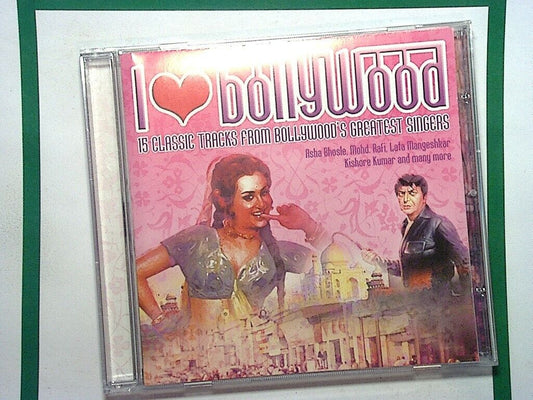 I ♥ bollywood
15 CLASSIC TRACKS FROM BOLLYWOOD'S GREATEST SINGERS
Asha Bhosle, Mohd. Rafi, Lata Mangeshkar
Kishore Kumar and many more